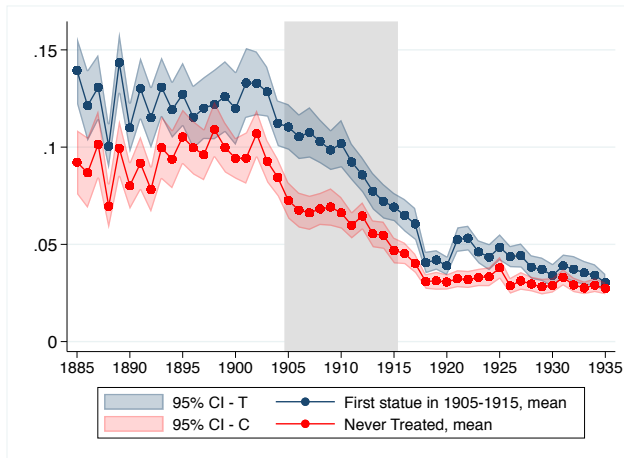 .15
.1
.05
0
1885 1890 1895 1900 1905 1910 1915 1920 1925 1930 1935
95% CI - T First statue in 1905-1915, mean
95% CI - C Never Treated, mean